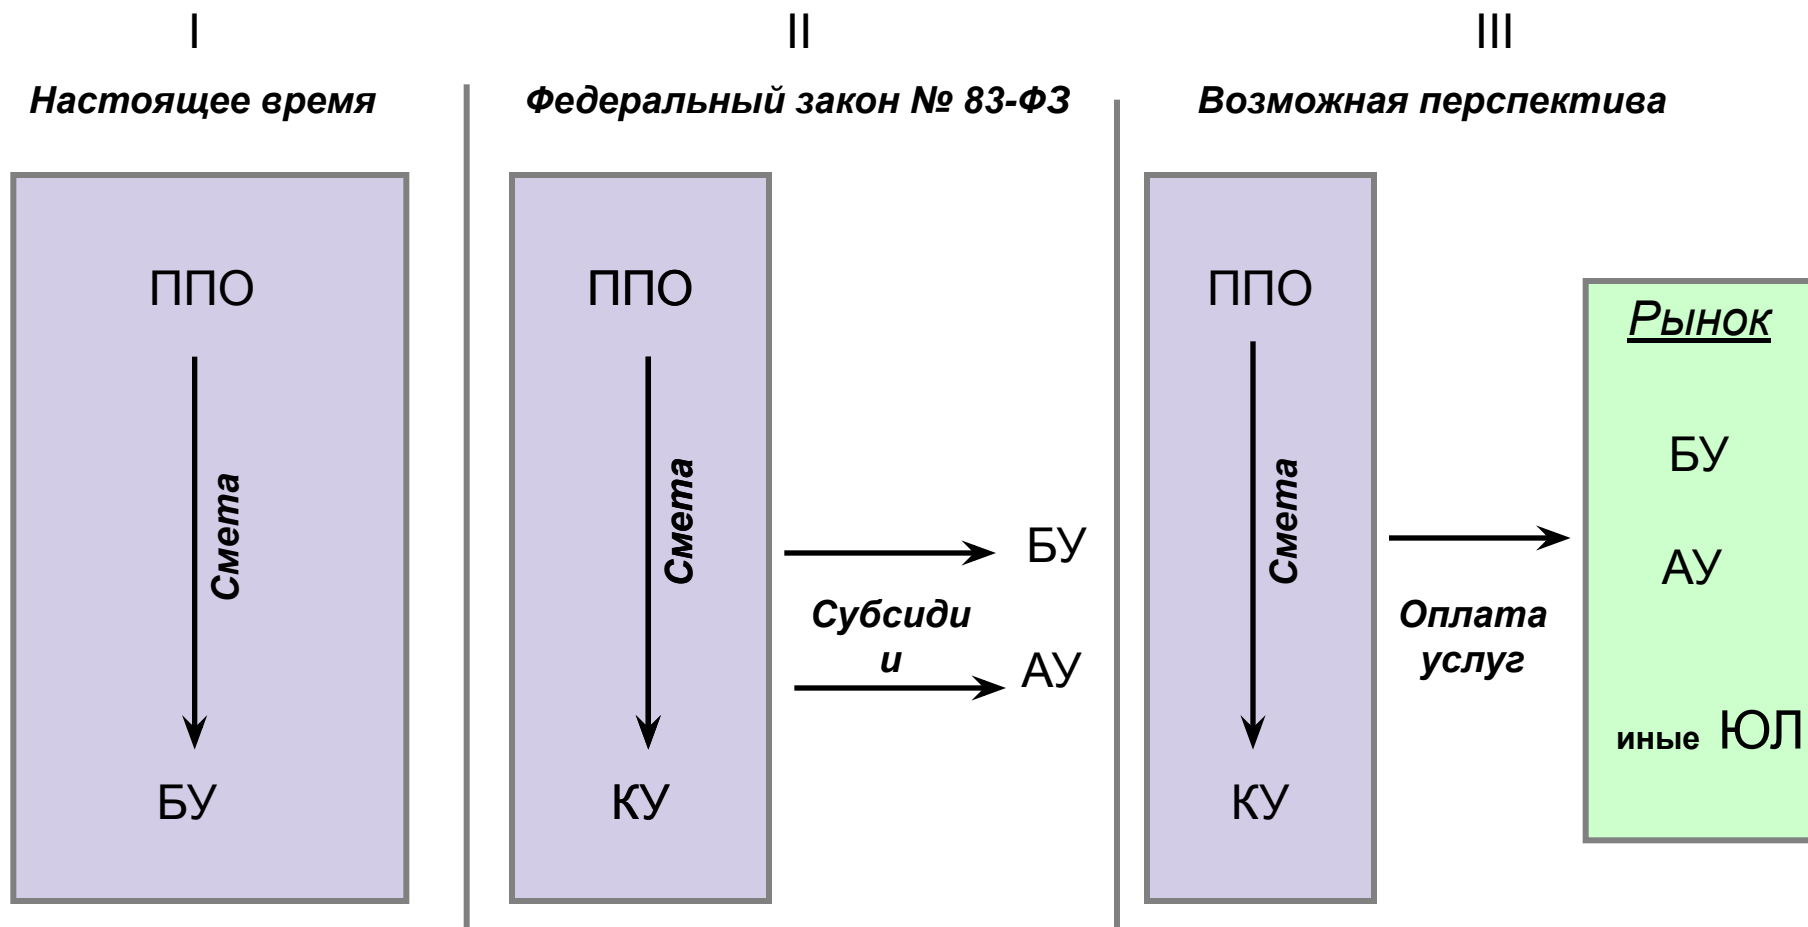 I
Настоящее время
ППО
Смета
БУ
II
Федеральный закон № 83-ФЗ
ППО
Смета
КУ
БУ
Субсиди
и
АУ
III
Возможная перспектива
ППО
Смета
КУ
Оплата
услуг
Рынок
БУ
АУ
иные ЮЛ